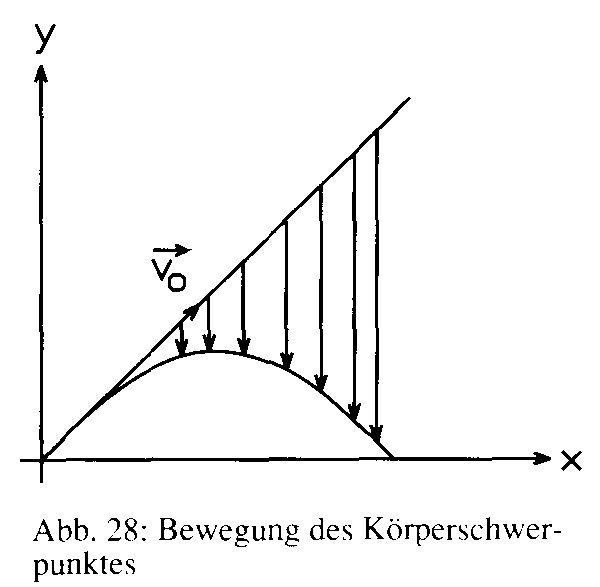 y
v₀
x
Abb. 28: Bewegung des Körperschwer-
punktes